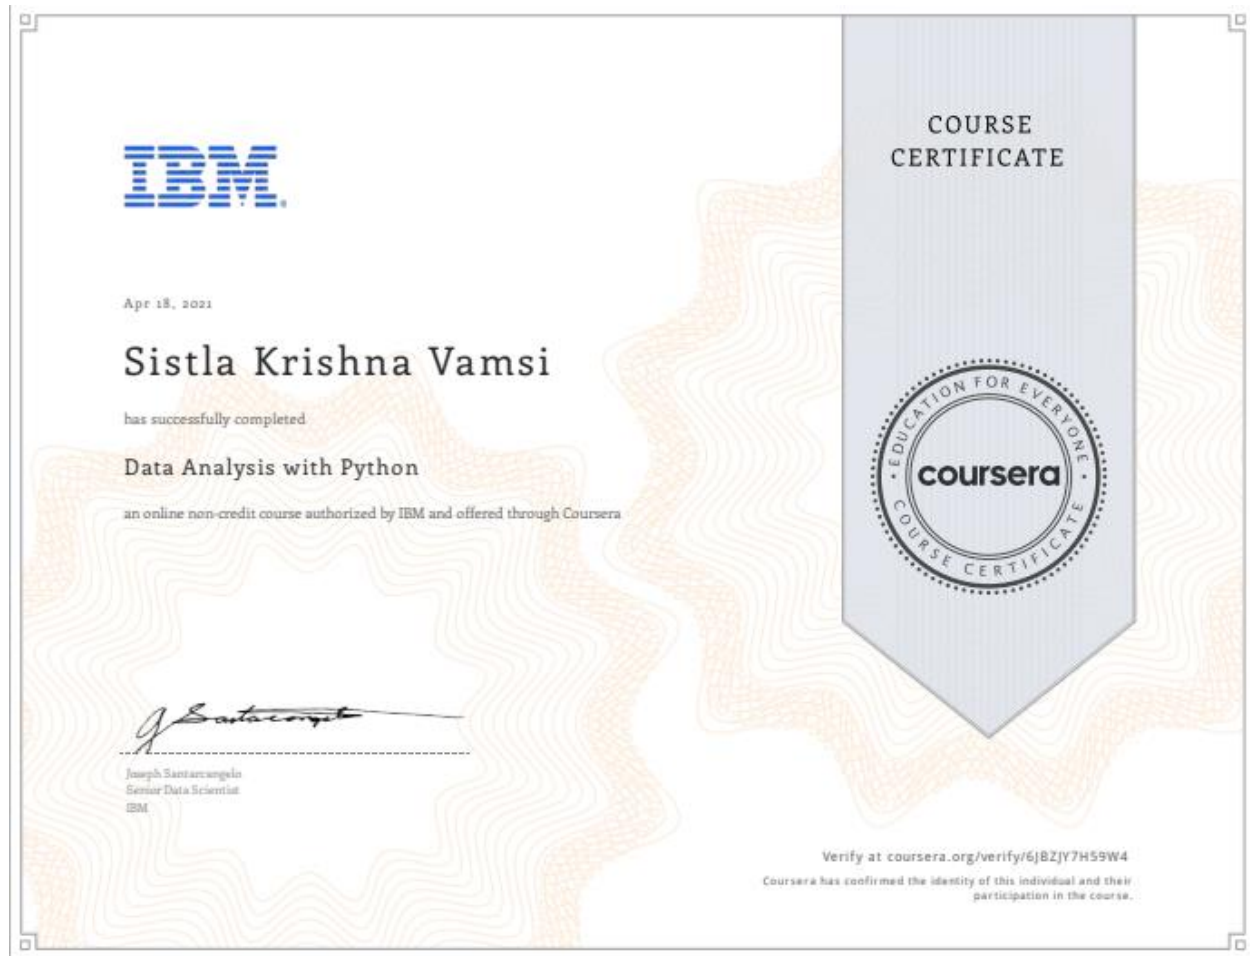 IBM
COURSE
CERTIFICATE
Apr 18, 2021
Sistla Krishna Vamsi
has successfully completed
Data Analysis with Python
an online non-credit course authorized by IBM and offered through Coursera
EDUCATION FOR EVERYONE
coursera
COURSE CERTIFICATE
J Santarcangelo
Joseph Santarcangelo
Senior Data Scientist
IBM
Verify at coursera.org/verify/6JBZJY7H59W4
Coursera has confirmed the identity of this individual and their
participation in the course.